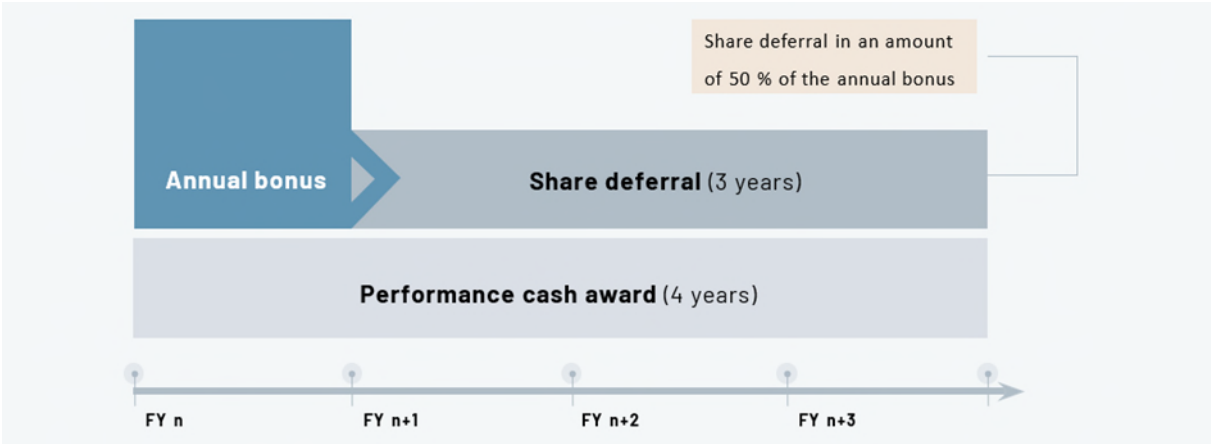 Share deferral in an amount
of 50 % of the annual bonus
Annual bonus
Share deferral (3 years)
Performance cash award (4 years)
FY n
FY n+1
FY n+2
FY n+3